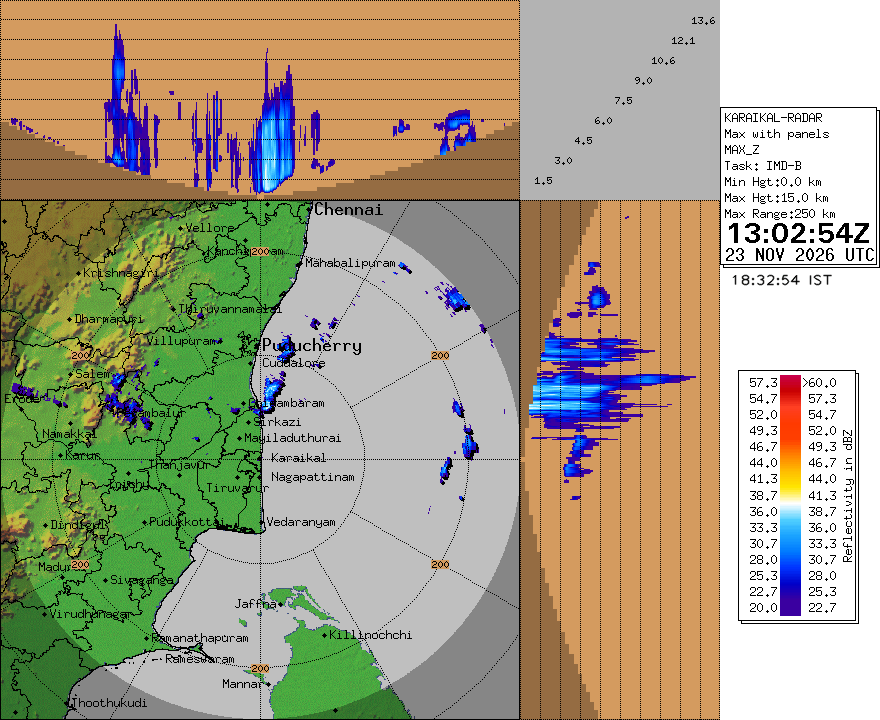 13.6
12.1
10.6
9.0
7.5
6.0
4.5
3.0
1.5
KARAIKAL-RADAR
Max with panels
MAX_Z
Task: IMD-B
Min Hgt:0.0 km
Max Hgt:15.0 km
Max Range:250 km
13:02:54Z
23 NOV 2026 UTC
18:32:54 IST
Chennai
Vellore
200
Mahabalipuram
Krishnagiri
Thiruvannamalai
Dharmapuri
Villupuram
Puducherry
200
200
Cuddalore
Salem
Erode
Sirkazi
Namakkal
Mayiladuthurai
Karur
Karaikal
Thanjavur
Nagapattinam
Tiruvarur
Dindigul
Pudukkottai
Vedaranyam
200
200
Sivaganga
Jaffna
Virudhunagar
Ramanathapuram
Killinochchi
Rameswaram
200
Mannar
Thoothukudi
57.3 >60.0
54.7 57.3
52.0 54.7
49.3 52.0
46.7 49.3
44.0 46.7
41.3 44.0
38.7 41.3
36.0 38.7
33.3 36.0
30.7 33.3
28.0 30.7
25.3 28.0
22.7 25.3
20.0 22.7
Reflectivity in dBZ